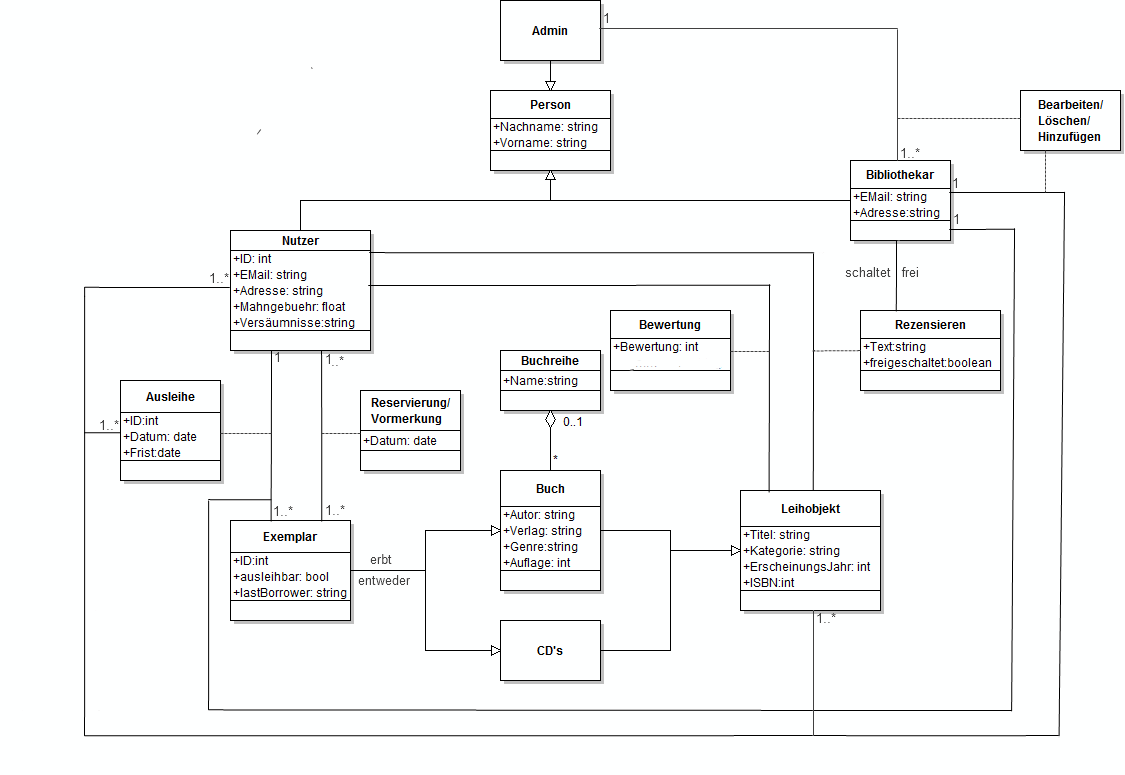 Admin
1
Person
+Nachname: string
+Vorname: string
Bearbeiten/
Löschen/
Hinzufügen
1..*
Bibliothekar
+EMail: string
+Adresse:string
1
1
schaltet
frei
Nutzer
+ID: int
+EMail: string
+Adresse: string
+Mahngebuehr: float
+Versäumnisse:string
1..*
1
1..*
Bewertung
+Bewertung: int
Rezensieren
+Text:string
+freigeschaltet:boolean
Buchreihe
+Name:string
0..1
*
Ausleihe
+ID:int
+Datum: date
+Frist:date
1..*
Reservierung/
Vormerkung
+Datum: date
1..*
1..*
Exemplar
+ID:int
+ausleihbar: bool
+lastBorrower: string
erbt
entweder
Buch
+Autor: string
+Verlag: string
+Genre:string
+Auflage: int
Leihobjekt
+Titel: string
+Kategorie: string
+ErscheinungsJahr: int
+ISBN:int
1..*
CD's